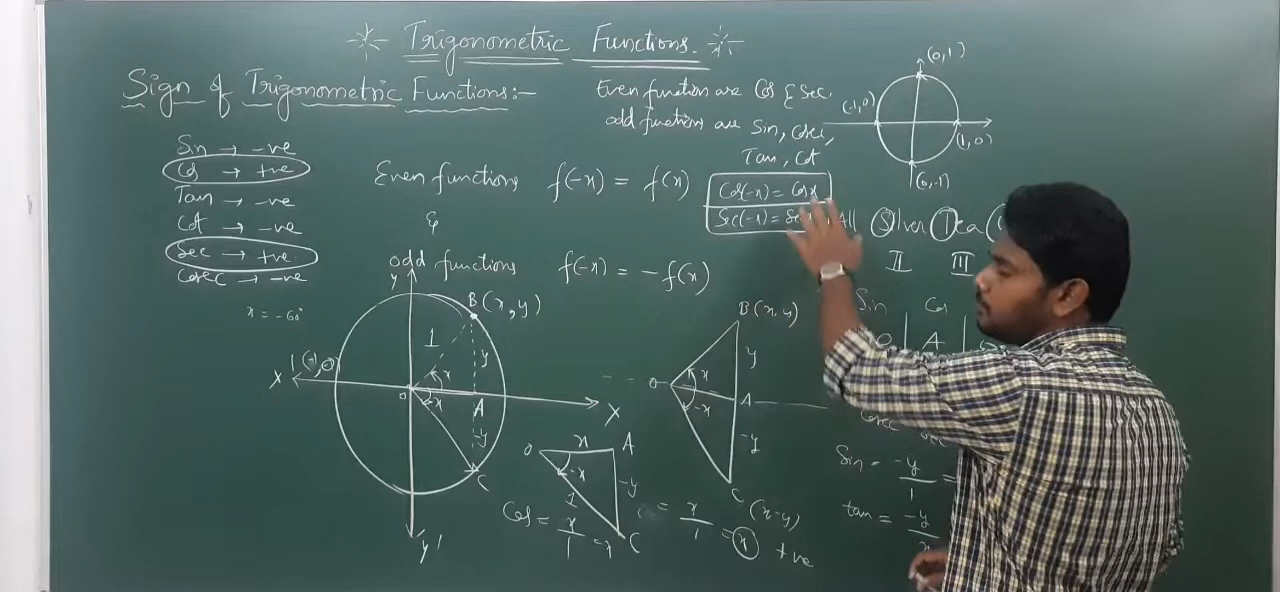 Trigonometric Functions.
Sign of Trigonometric Functions:-
Even function are Cos & Sec.
odd functions are Sin, Cosec,
Tan, Cot
Sin → -ve
Cos → +ve
Tan → -ve
Cot → -ve
Sec → +ve
Cosec → -ve
x = -60°
Even functions f(-x) = f(x)
&
odd functions f(-x) = -f(x)
Cos(-x) = Cosx
Sec(-x) =
All Silver Tea
II III
Sin Cos
O A
Cosec Sec
(0,1)
(-1,0)
(1,0)
(0,-1)
y
B(x,y)
1
y
x
X
o
-x
A
-y
C
X
y'
B(x,y)
y
x
O
A
-x
-y
C (x-y)
O x A
-x
-y
1
C
Cos = x/1 = x
= x/1 = x +ve
Sin = -y/1 =
tan = -y/x